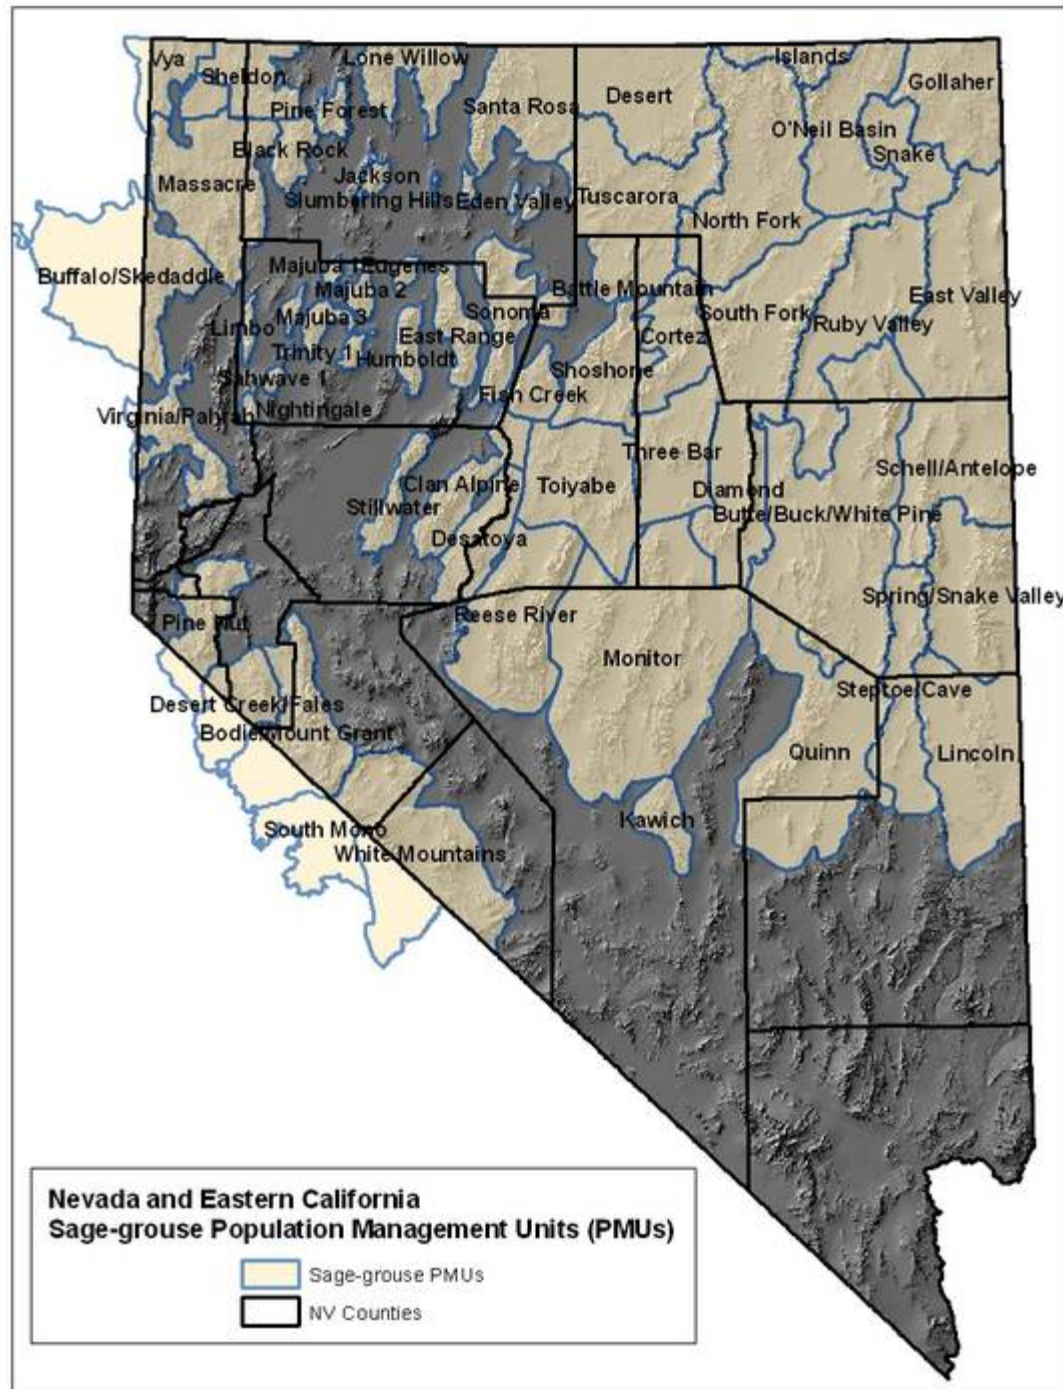 Vya
Sheldon
Lone Willow
Islands
Gollaher
Pine Forest
Santa Rosa
Desert
O'Neil Basin
Snake
Black Rock
Massacre
Jackson
Slumbering Hills
Eden Valley
Tuscarora
North Fork
Buffalo/Skedaddle
Majuba 1
Eugenes
Majuba 2
Battle Mountain
East Valley
Limbo
Majuba 3
Sonoma
South Fork
Ruby Valley
East Range
Cortez
Trinity 1
Humboldt
Shoshone
Sahwave 1
Fish Creek
Nightingale
Virginia/Pahrah
Three Bar
Schell/Antelope
Clan Alpine
Toiyabe
Diamond
Stillwater
Butte/Buck/White Pine
Desatoya
Spring/Snake Valley
Reese River
Pine Nut
Monitor
Steptoe/Cave
Desert Creek/Fales
Bodie/Mount Grant
Quinn
Lincoln
Kawich
South Mono
White Mountains
Nevada and Eastern California
Sage-grouse Population Management Units (PMUs)
Sage-grouse PMUs
NV Counties